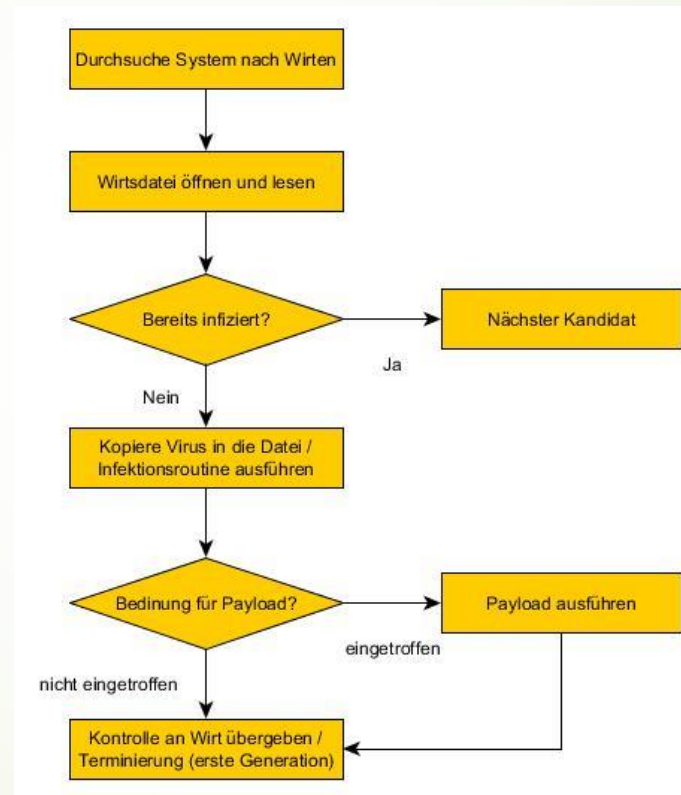 Durchsuche System nach Wirten
Wirtsdatei öffnen und lesen
Bereits infiziert?
Nächster Kandidat
Ja
Nein
Kopiere Virus in die Datei /
Infektionsroutine ausführen
Bedinung für Payload?
Payload ausführen
eingetroffen
nicht eingetroffen
Kontrolle an Wirt übergeben /
Terminierung (erste Generation)